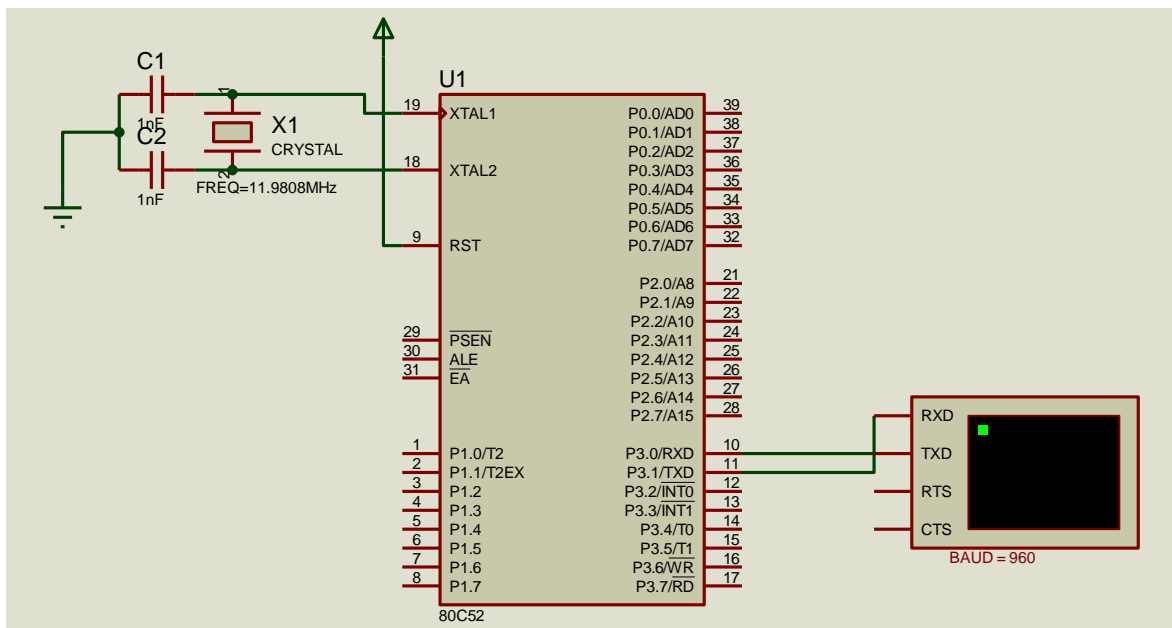 C1
1nF
C2
1nF
1
2
X1
CRYSTAL
FREQ=11.9808MHz
U1
19 XTAL1
18 XTAL2
9 RST
29 PSEN
30 ALE
31 EA
1 P1.0/T2
2 P1.1/T2EX
3 P1.2
4 P1.3
5 P1.4
6 P1.5
7 P1.6
8 P1.7
P0.0/AD0 39
P0.1/AD1 38
P0.2/AD2 37
P0.3/AD3 36
P0.4/AD4 35
P0.5/AD5 34
P0.6/AD6 33
P0.7/AD7 32
P2.0/A8 21
P2.1/A9 22
P2.2/A10 23
P2.3/A11 24
P2.4/A12 25
P2.5/A13 26
P2.6/A14 27
P2.7/A15 28
P3.0/RXD 10
P3.1/TXD 11
P3.2/INT0 12
P3.3/INT1 13
P3.4/T0 14
P3.5/T1 15
P3.6/WR 16
P3.7/RD 17
80C52
RXD
TXD
RTS
CTS
BAUD = 960